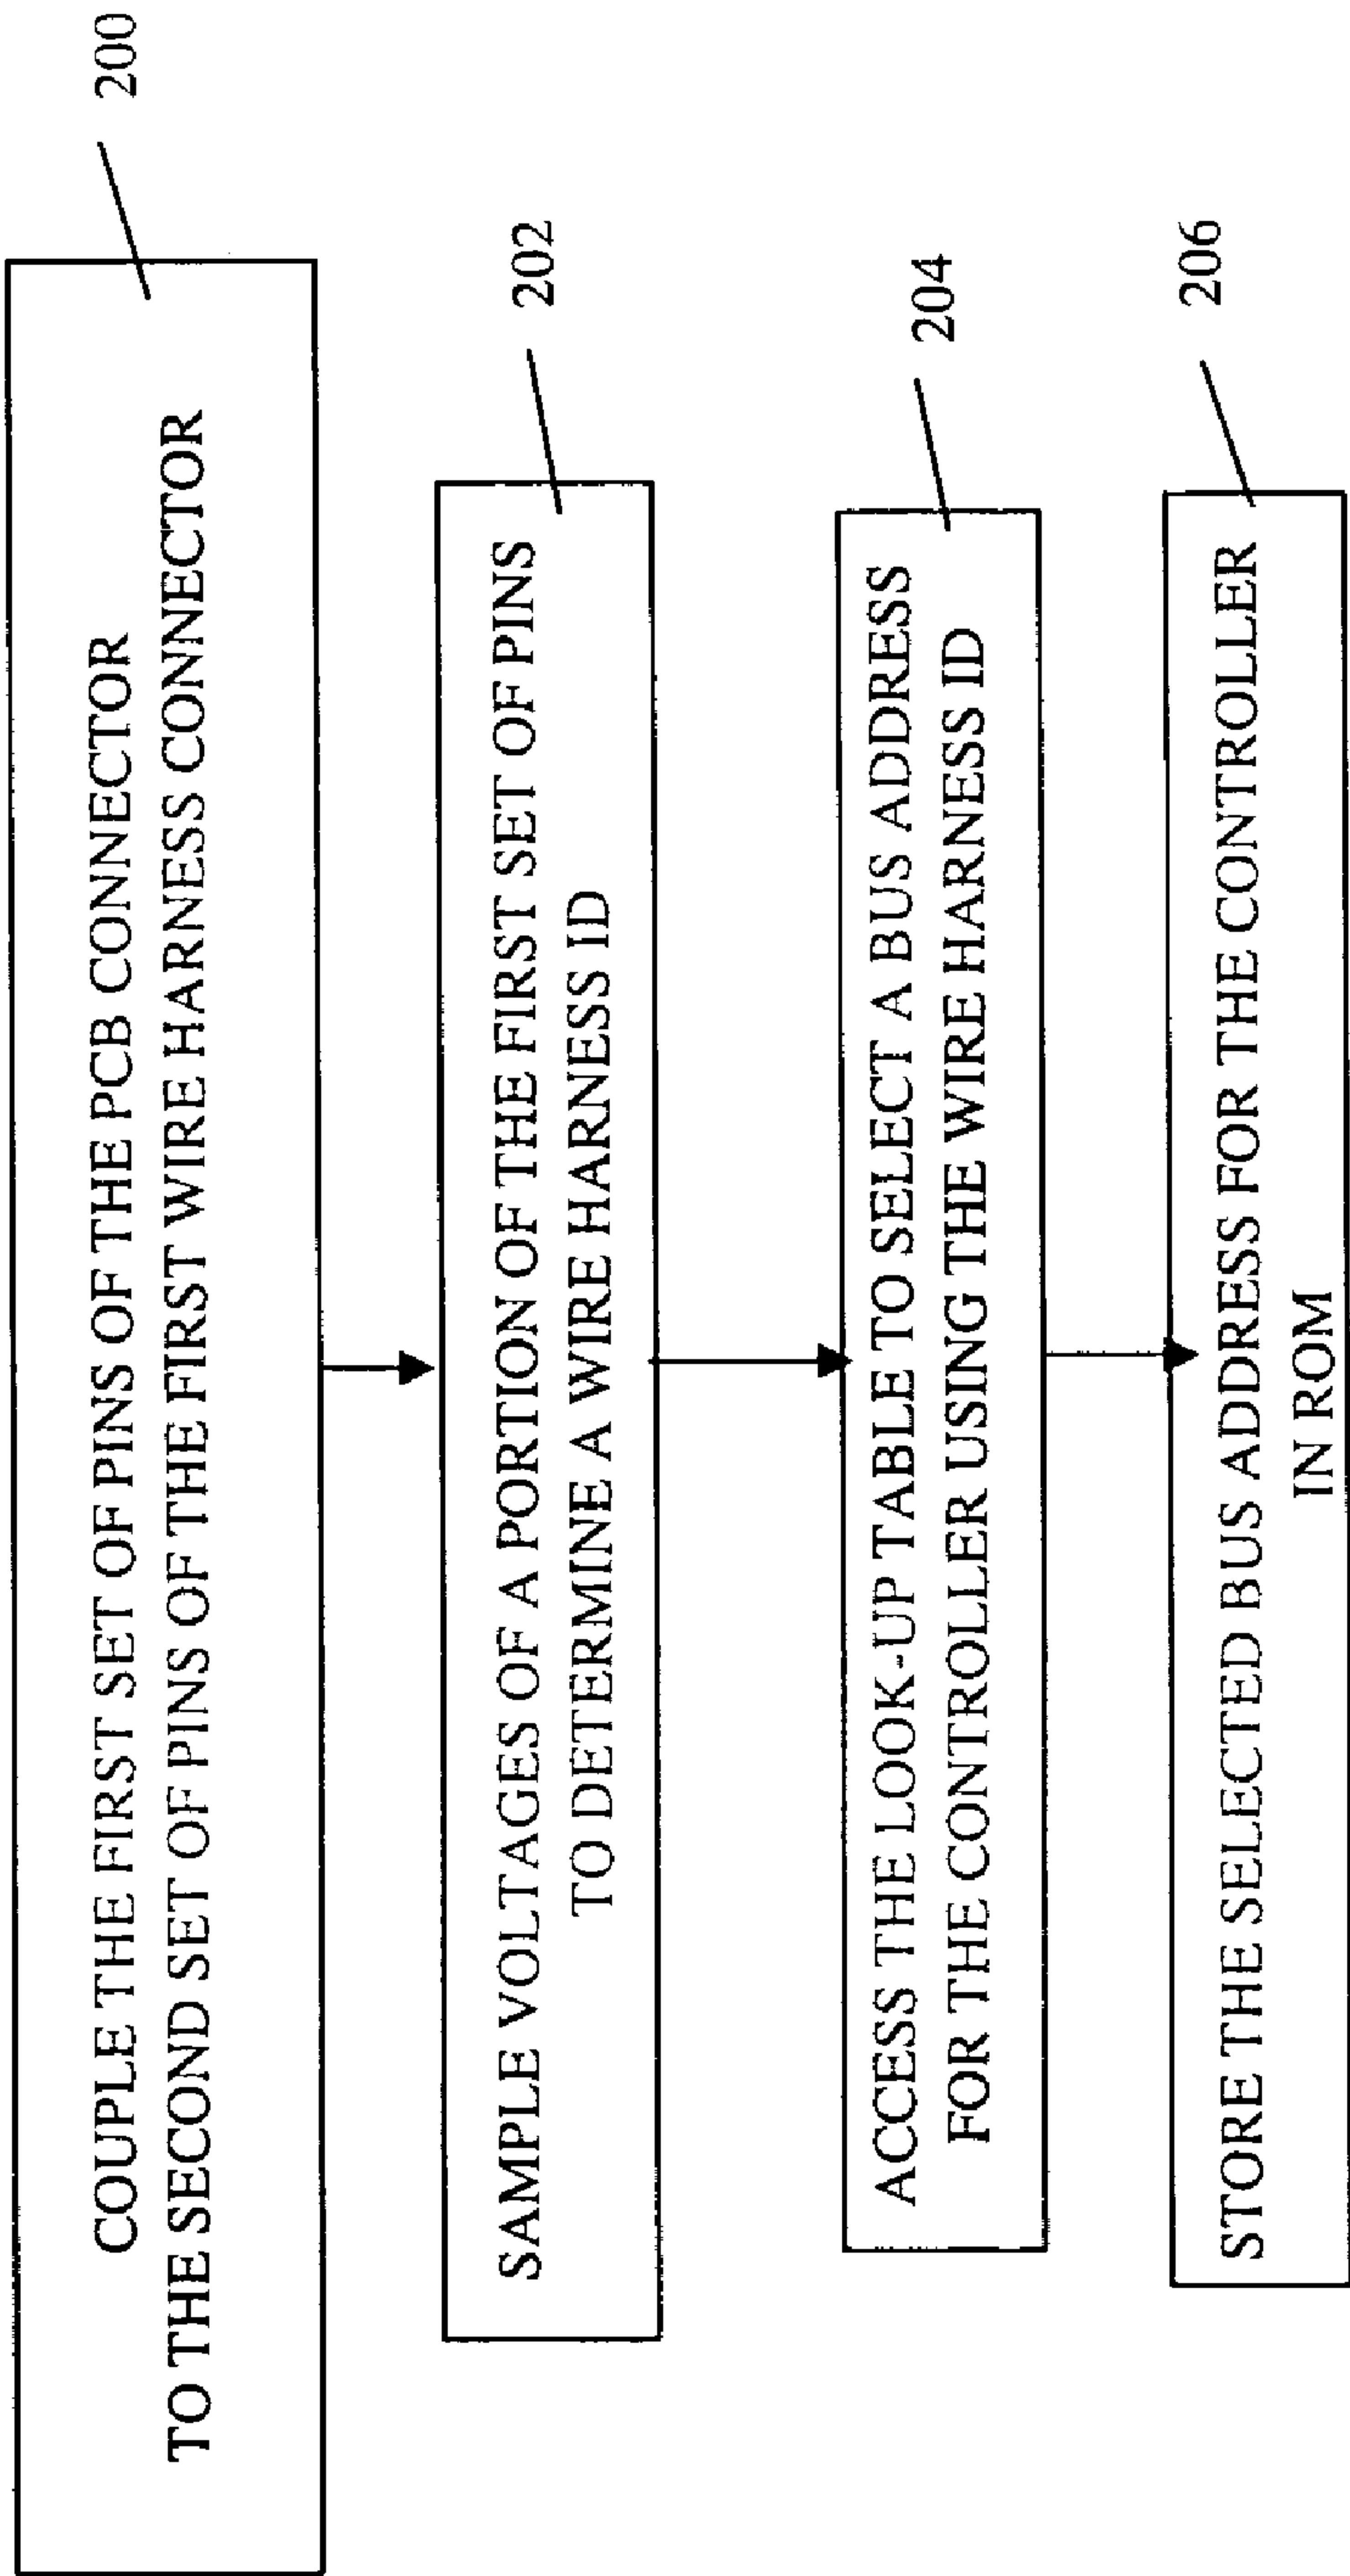 200
COUPLE THE FIRST SET OF PINS OF THE PCB CONNECTOR
TO THE SECOND SET OF PINS OF THE FIRST WIRE HARNESS CONNECTOR
202
SAMPLE VOLTAGES OF A PORTION OF THE FIRST SET OF PINS
TO DETERMINE A WIRE HARNESS ID
204
ACCESS THE LOOK-UP TABLE TO SELECT A BUS ADDRESS
FOR THE CONTROLLER USING THE WIRE HARNESS ID
206
STORE THE SELECTED BUS ADDRESS FOR THE CONTROLLER
IN ROM